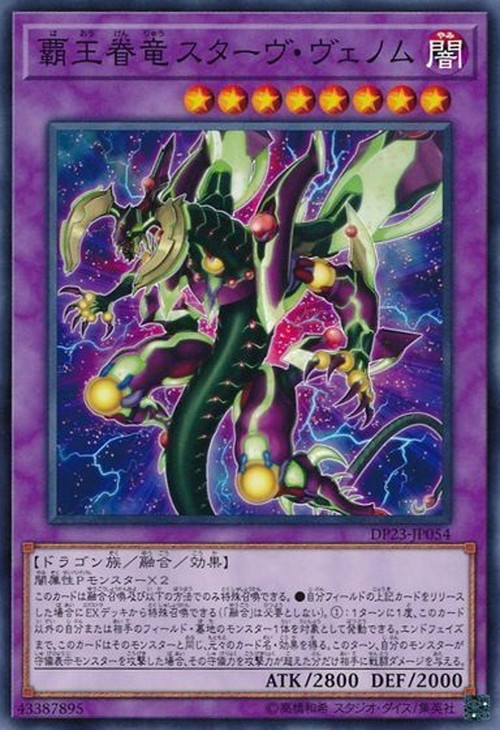 覇王眷竜スターヴ・ヴェノム 闇
DP23-JP054
【ドラゴン族/融合/効果】
闇属性Pモンスター×2
このカードは融合召喚及び以下の方法でのみ特殊召喚できる。●自分フィールドの上記カードをリリース
した場合にEXデッキから特殊召喚できる(「融合」は必要としない)。①:1ターンに1度、このカード
以外の自分または相手のフィールド・墓地のモンスター1体を対象として発動できる。エンドフェイズ
まで、このカードはそのモンスターと同じ、元々のカード名・効果を得る。このターン、自分のモンスターが
守備表示モンスターを攻撃した場合、その守備力を攻撃力が超えた分だけ相手に戦闘ダメージを与える。
ATK/2800 DEF/2000
43387895 ©高橋和希 スタジオ・ダイス/集英社